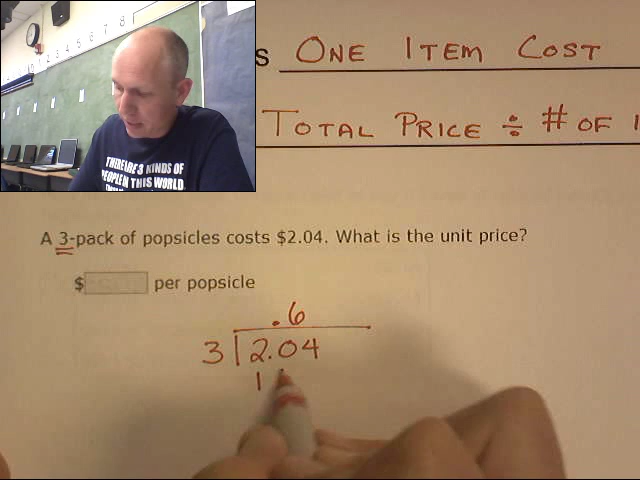 S ONE ITEM COST
TOTAL PRICE ÷ # OF
THERE ARE 3 KINDS OF
PEOPLE IN THIS WORLD.
A 3-pack of popsicles costs $2.04. What is the unit price?
$ per popsicle
.6
3 2.04
1